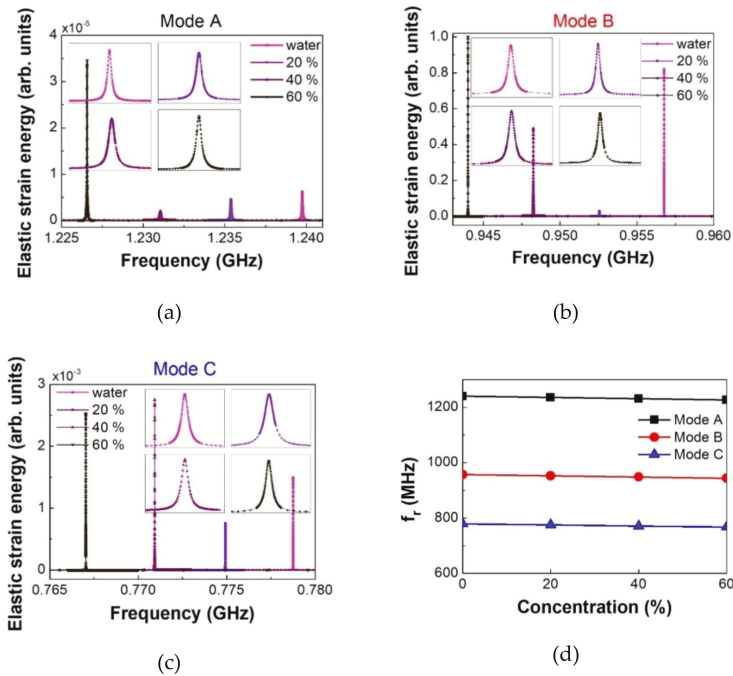 Mode A
x10⁻⁵
Elastic strain energy (arb. units)
4
3
2
1
0
water
20 %
40 %
60 %
1.225
1.230
1.235
1.240
Frequency (GHz)
(a)
Mode B
Elastic strain energy (arb. units)
1.0
0.8
0.6
0.4
0.2
0.0
water
20 %
40 %
60 %
0.945
0.950
0.955
0.960
Frequency (GHz)
(b)
Mode C
x10⁻³
Elastic strain energy (arb. units)
3
2
1
0
water
20 %
40 %
60 %
0.765
0.770
0.775
0.780
Frequency (GHz)
(c)
fr (MHz)
1200
1000
800
600
Mode A
Mode B
Mode C
0
20
40
60
Concentration (%)
(d)